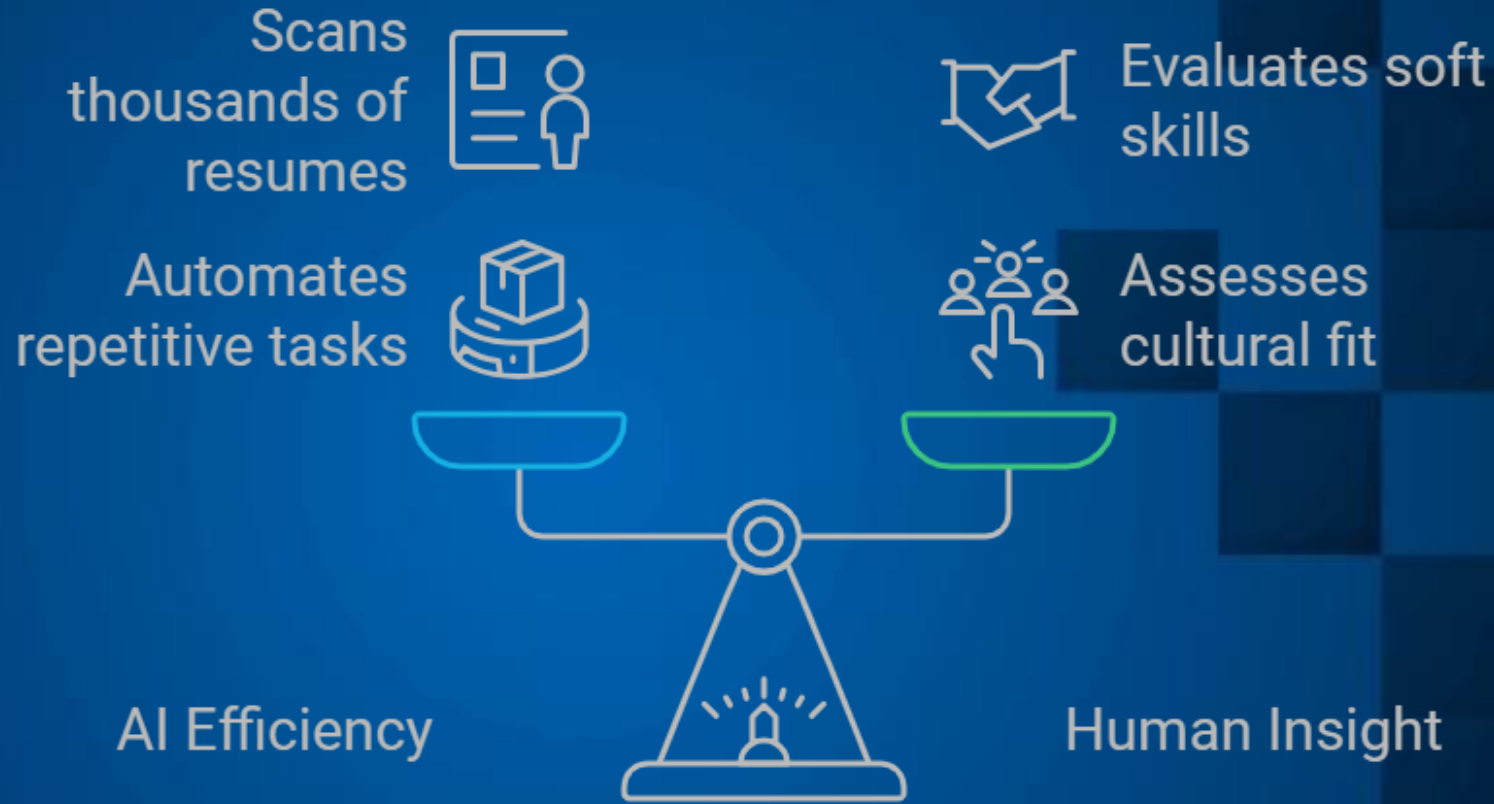 Scans
thousands of
resumes
Automates
repetitive tasks
Evaluates soft
skills
Assesses
cultural fit
AI Efficiency
Human Insight